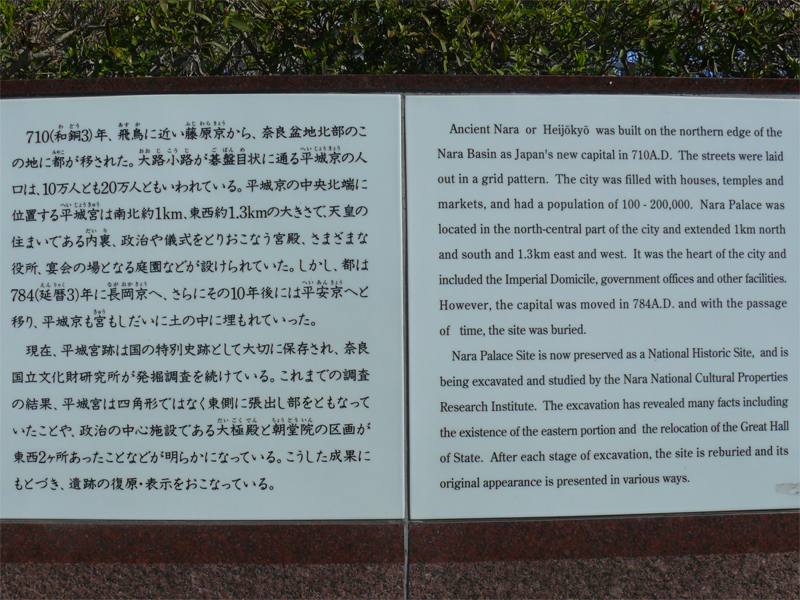 710(和銅3)年、飛鳥に近い藤原京から、奈良盆地北部のこ
の地に都が移された。大路小路が碁盤目状に通る平城京の人
口は、10万人とも20万人ともいわれている。平城京の中央北端に
位置する平城宮は南北約1km、東西約1.3kmの大きさで、天皇の
住まいである内裏、政治や儀式をとりおこなう宮殿、さまざまな
役所、宴会の場となる庭園などが設けられていた。しかし、都は
784(延暦3)年に長岡京へ、さらにその10年後には平安京へと
移り、平城京も宮もしだいに土の中に埋もれていった。
現在、平城宮跡は国の特別史跡として大切に保存され、奈良
国立文化財研究所が発掘調査を続けている。これまでの調査
の結果、平城宮は四角形ではなく東側に張出し部をともなって
いたことや、政治の中心施設である大極殿と朝堂院の区画が
東西2ヶ所あったことなどが明らかになっている。こうした成果に
もとづき、遺跡の復原・表示をおこなっている。
Ancient Nara or Heijōkyō was built on the northern edge of the
Nara Basin as Japan's new capital in 710A.D. The streets were laid
out in a grid pattern. The city was filled with houses, temples and
markets, and had a population of 100 - 200,000. Nara Palace was
located in the north-central part of the city and extended 1km north
and south and 1.3km east and west. It was the heart of the city and
included the Imperial Domicile, government offices and other facilities.
However, the capital was moved in 784A.D. and with the passage
of time, the site was buried.
Nara Palace Site is now preserved as a National Historic Site, and is
being excavated and studied by the Nara National Cultural Properties
Research Institute. The excavation has revealed many facts including
the existence of the eastern portion and the relocation of the Great Hall
of State. After each stage of excavation, the site is reburied and its
original appearance is presented in various ways.